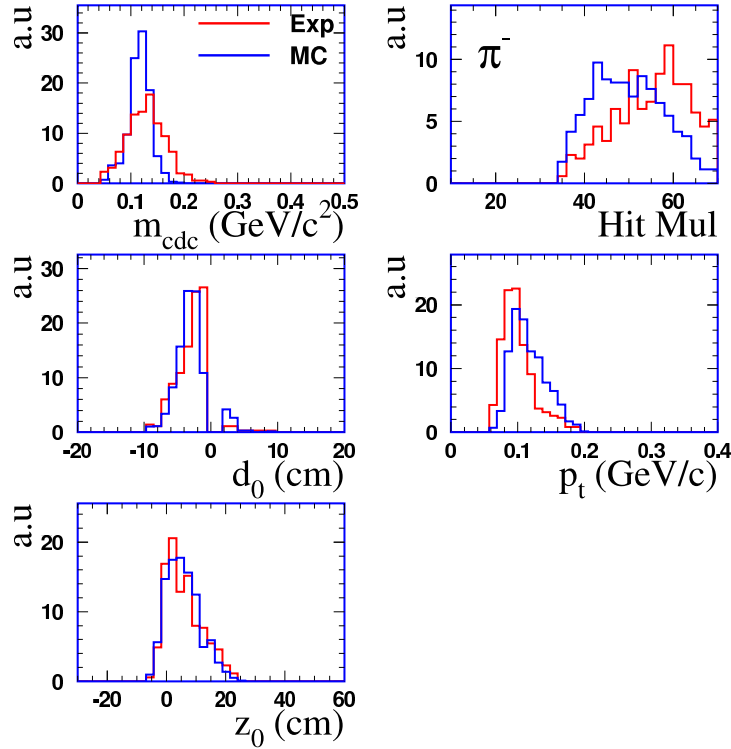 a.u
Exp
MC
30
20
10
0
0 0.1 0.2 0.3 0.4 0.5
m_cdc (GeV/c²)
a.u
π⁻
10
5
0
20 40 60
Hit Mul
a.u
30
20
10
0
-20 -10 0 10 20
d₀ (cm)
a.u
20
10
0
0 0.1 0.2 0.3 0.4
p_t (GeV/c)
a.u
20
10
0
-20 0 20 40 60
z₀ (cm)